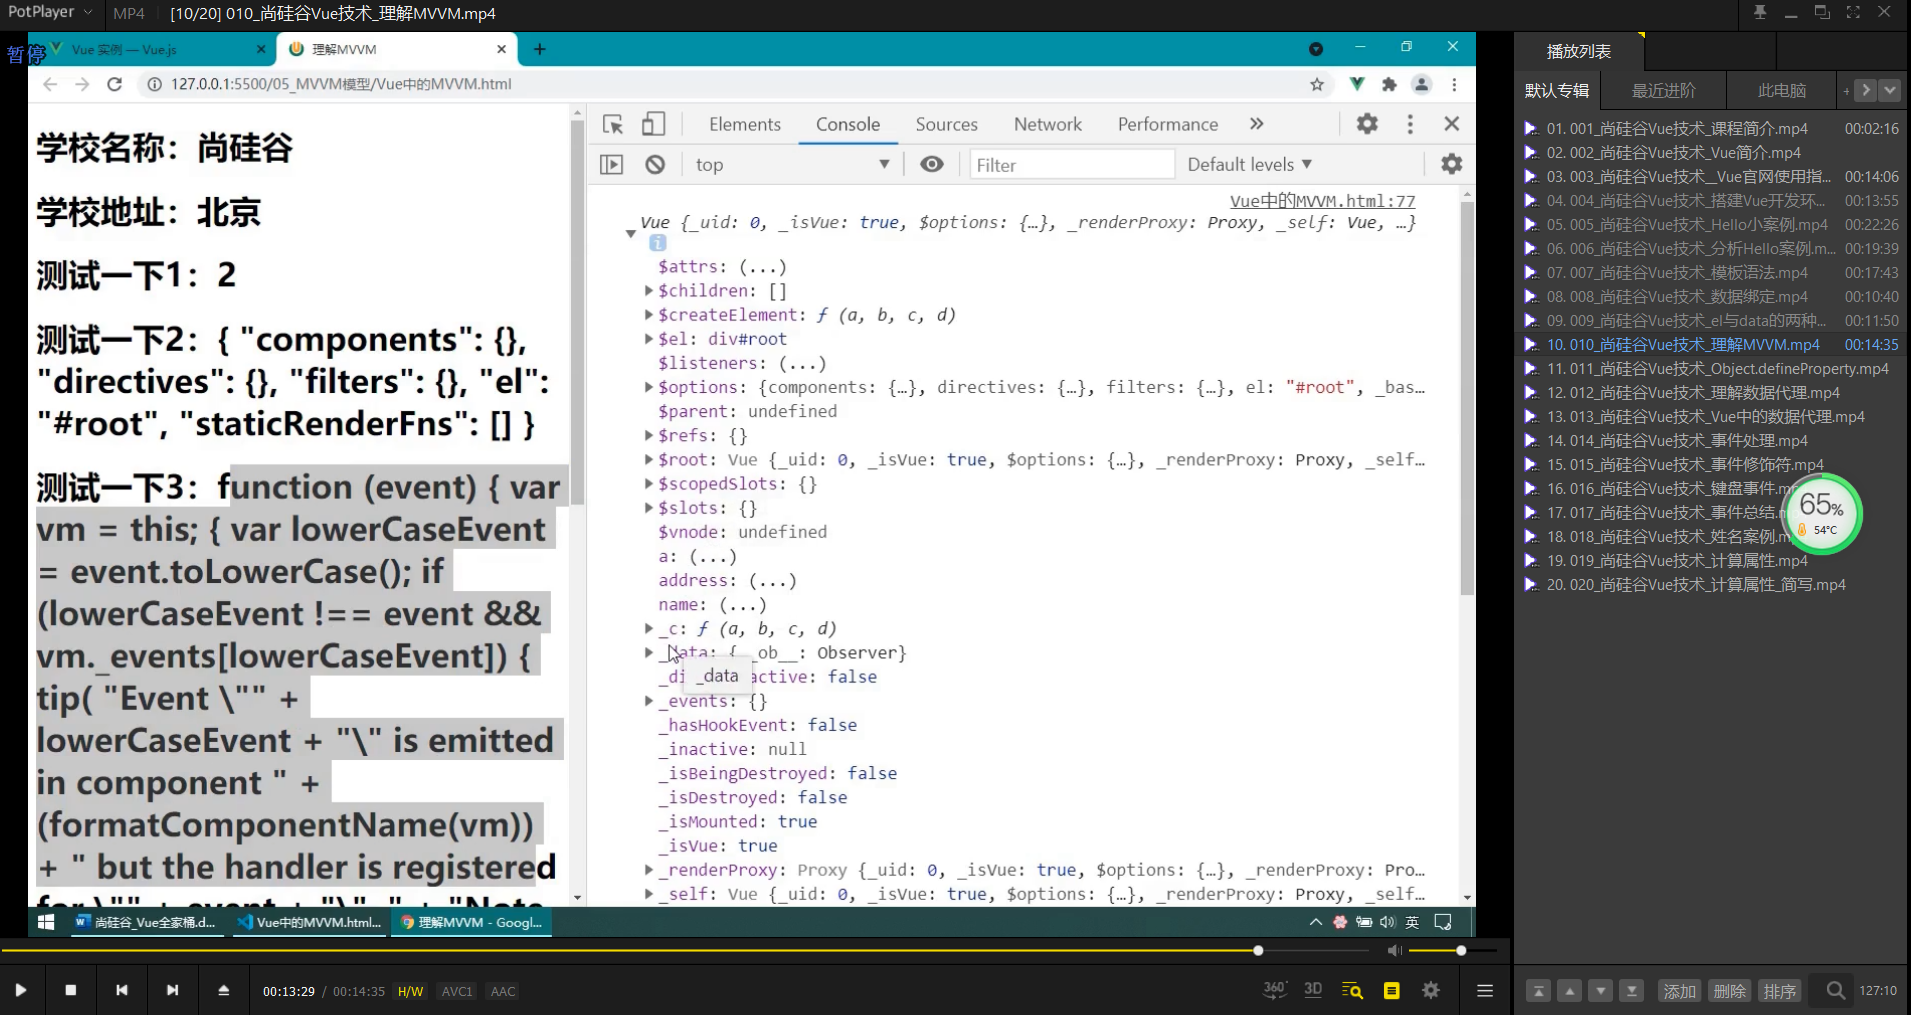 PotPlayer MP4 [10/20] 010_尚硅谷Vue技术_理解MVVM.mp4
暂停
Vue 实例 — Vue.js
理解MVVM
127.0.0.1:5500/05_MVVM模型/Vue中的MVVM.html
学校名称：尚硅谷
学校地址：北京
测试一下1：2
测试一下2：{ "components": {},
"directives": {}, "filters": {}, "el":
"#root", "staticRenderFns": [] }
测试一下3：function (event) { var
vm = this; { var lowerCaseEvent
= event.toLowerCase(); if
(lowerCaseEvent !== event &&
vm._events[lowerCaseEvent]) {
tip( "Event \"" +
lowerCaseEvent + "\" is emitted
in component " +
(formatComponentName(vm))
+ " but the handler is registered
for \"" + event + "\". " + "Note
Elements Console Sources Network Performance »
top Filter Default levels ▼
Vue中的MVVM.html:77
Vue {_uid: 0, _isVue: true, $options: {…}, _renderProxy: Proxy, _self: Vue, …}
i
$attrs: (...)
$children: []
$createElement: ƒ (a, b, c, d)
$el: div#root
$listeners: (...)
$options: {components: {…}, directives: {…}, filters: {…}, el: "#root", _bas…
$parent: undefined
$refs: {}
$root: Vue {_uid: 0, _isVue: true, $options: {…}, _renderProxy: Proxy, _self…
$scopedSlots: {}
$slots: {}
$vnode: undefined
a: (...)
address: (...)
name: (...)
_c: ƒ (a, b, c, d)
_data: {__ob__: Observer}
_data
_di active: false
_events: {}
_hasHookEvent: false
_inactive: null
_isBeingDestroyed: false
_isDestroyed: false
_isMounted: true
_isVue: true
_renderProxy: Proxy {_uid: 0, _isVue: true, $options: {…}, _renderProxy: Pro…
_self: Vue {_uid: 0, _isVue: true, $options: {…}, _renderProxy: Proxy, _self…
尚硅谷_Vue全家桶.d... Vue中的MVVM.html... 理解MVVM - Googl... 英
00:13:29 / 00:14:35 H/W AVC1 AAC
360° 3D
播放列表
默认专辑 最近进阶 此电脑 +
01. 001_尚硅谷Vue技术_课程简介.mp4 00:02:16
02. 002_尚硅谷Vue技术_Vue简介.mp4
03. 003_尚硅谷Vue技术__Vue官网使用指... 00:14:06
04. 004_尚硅谷Vue技术_搭建Vue开发环... 00:13:55
05. 005_尚硅谷Vue技术_Hello小案例.mp4 00:22:26
06. 006_尚硅谷Vue技术_分析Hello案例.m... 00:19:39
07. 007_尚硅谷Vue技术_模板语法.mp4 00:17:43
08. 008_尚硅谷Vue技术_数据绑定.mp4 00:10:40
09. 009_尚硅谷Vue技术_el与data的两种... 00:11:50
10. 010_尚硅谷Vue技术_理解MVVM.mp4 00:14:35
11. 011_尚硅谷Vue技术_Object.defineProperty.mp4
12. 012_尚硅谷Vue技术_理解数据代理.mp4
13. 013_尚硅谷Vue技术_Vue中的数据代理.mp4
14. 014_尚硅谷Vue技术_事件处理.mp4
15. 015_尚硅谷Vue技术_事件修饰符.mp4
16. 016_尚硅谷Vue技术_键盘事件.mp
17. 017_尚硅谷Vue技术_事件总结.m
18. 018_尚硅谷Vue技术_姓名案例.m
19. 019_尚硅谷Vue技术_计算属性.mp4
20. 020_尚硅谷Vue技术_计算属性_简写.mp4
65%
54°C
添加 删除 排序 127:10